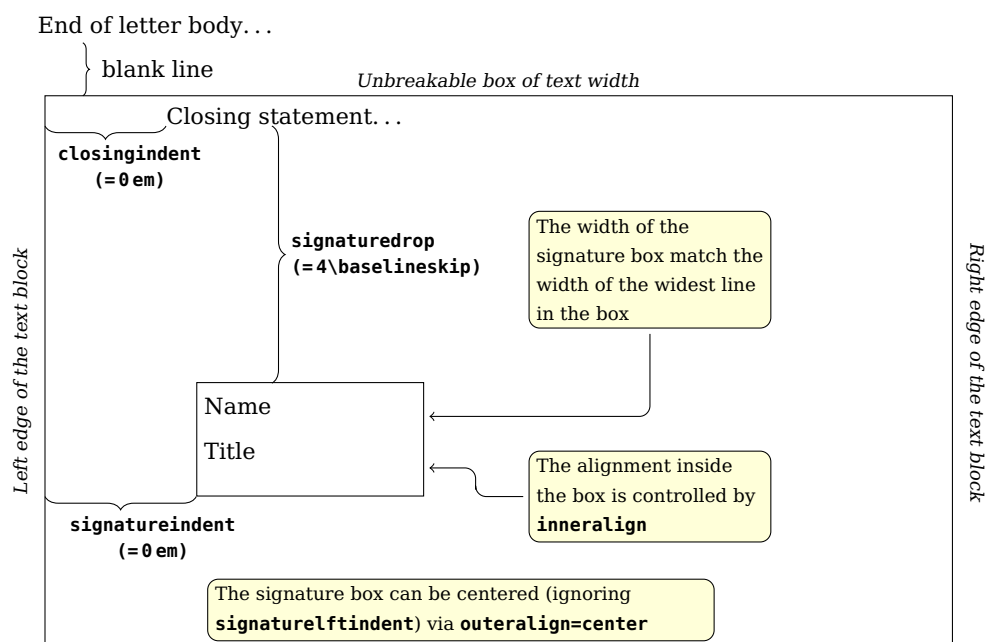 End of letter body...
blank line
Unbreakable box of text width
Closing statement...
closingindent
(=0em)
signaturedrop
(=4\baselineskip)
The width of the
signature box match the
width of the widest line
in the box
Left edge of the text block
Right edge of the text block
Name
Title
The alignment inside
the box is controlled by
inneralign
signatureindent
(=0em)
The signature box can be centered (ignoring
signaturelftindent) via outeralign=center